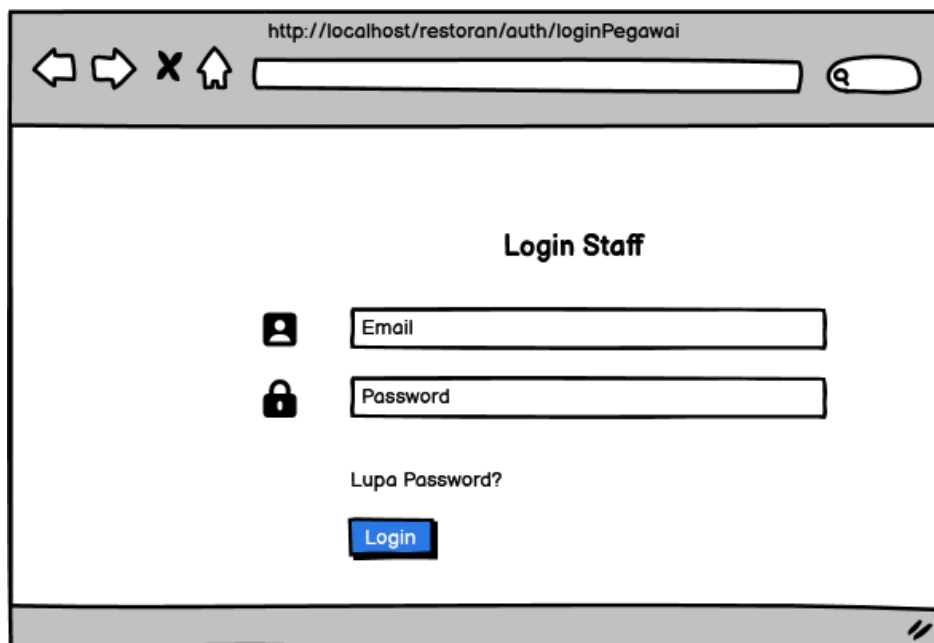 http://localhost/restoran/auth/loginPegawai
Login Staff
Email
Password
Lupa Password?
Login